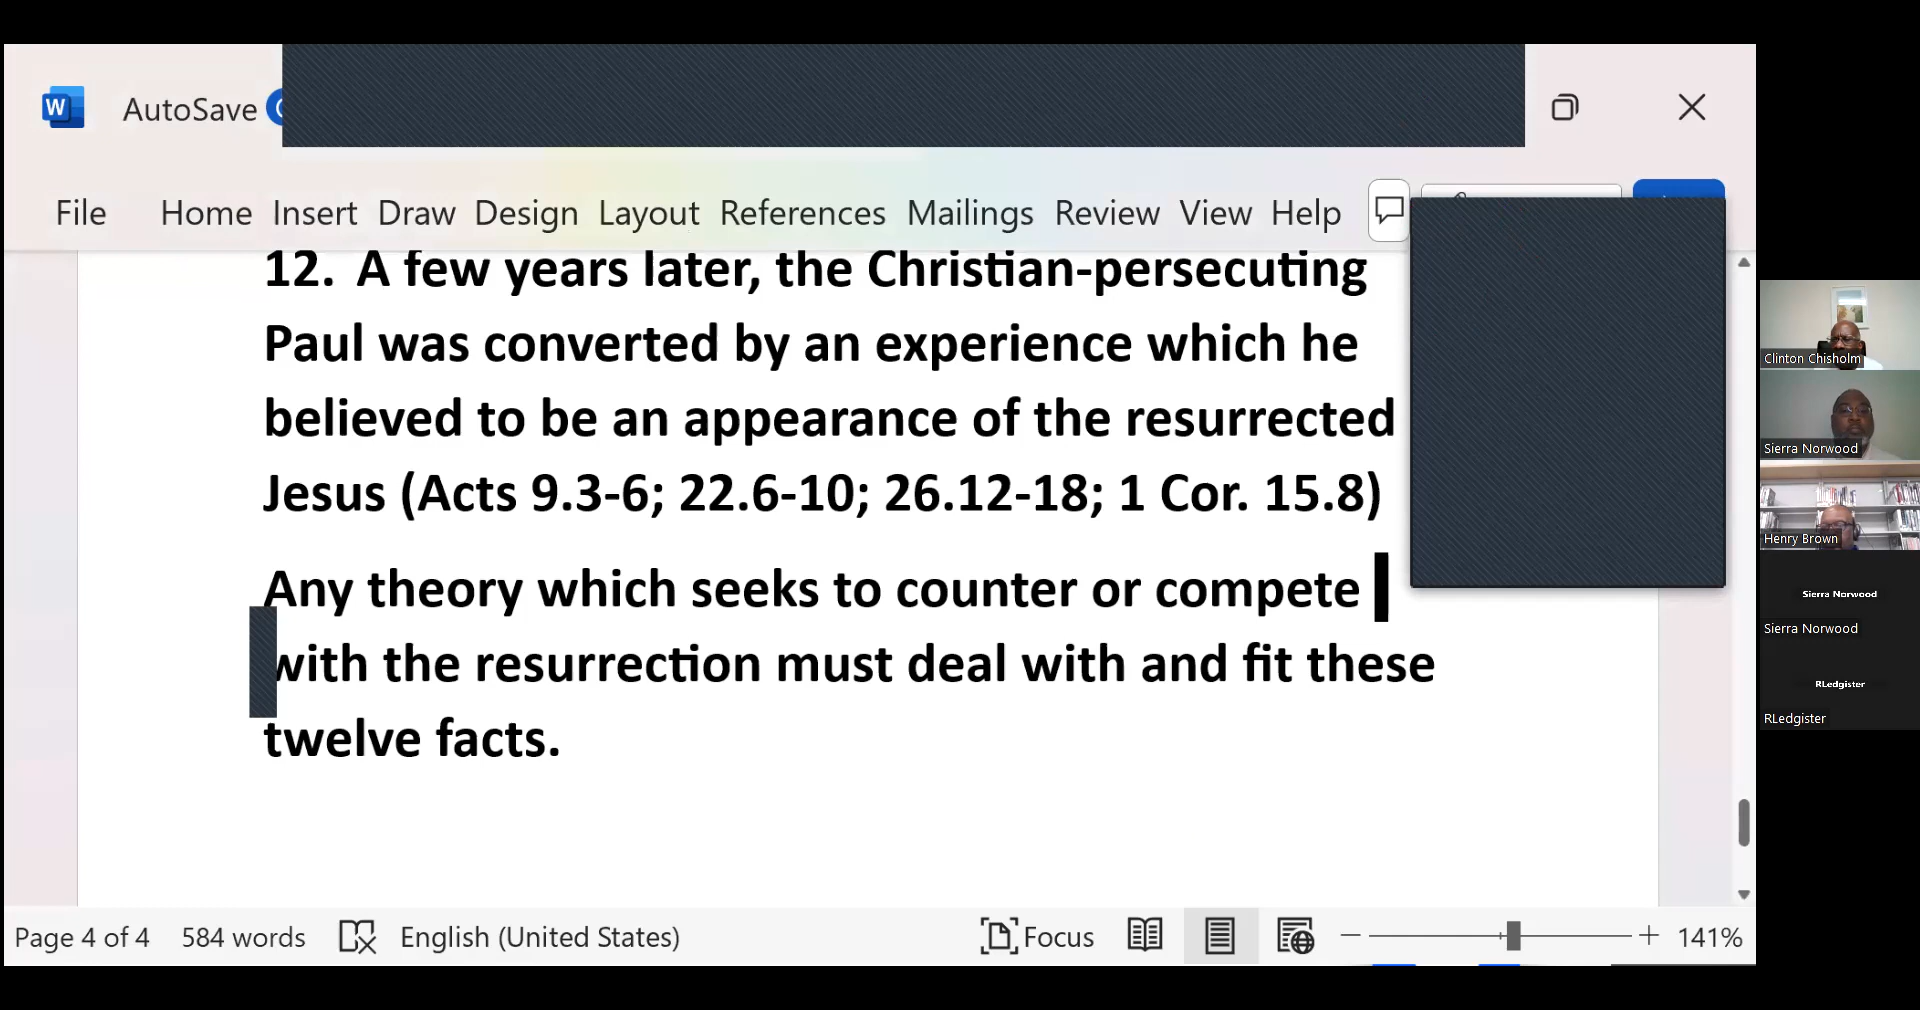 W AutoSave
File Home Insert Draw Design Layout References Mailings Review View Help
12. A few years later, the Christian-persecuting
Paul was converted by an experience which he
believed to be an appearance of the resurrected
Jesus (Acts 9.3-6; 22.6-10; 26.12-18; 1 Cor. 15.8)
Any theory which seeks to counter or compete
with the resurrection must deal with and fit these
twelve facts.
Page 4 of 4 584 words English (United States) Focus 141%
Clinton Chisholm
Sierra Norwood
Henry Brown
Sierra Norwood
Sierra Norwood
RLedgister
RLedgister